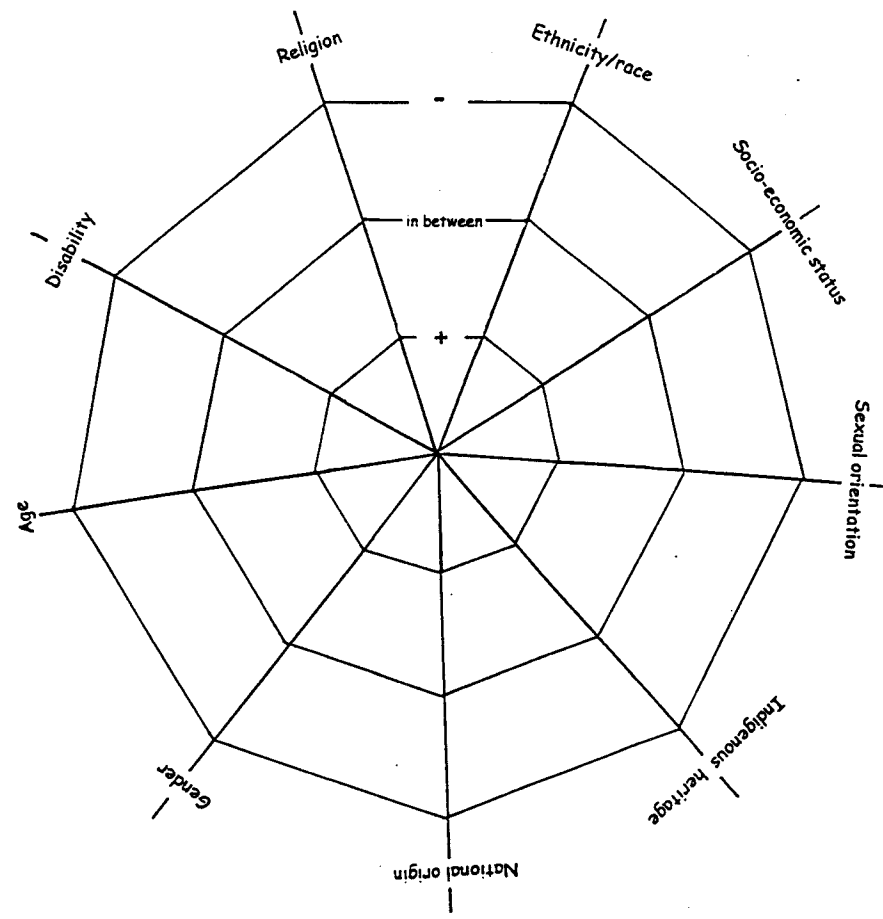 Religion
Ethnicity/race
-
Socio-economic status
in between
Disability
+
Sexual orientation
Age
Indigenous heritage
Gender
National origin